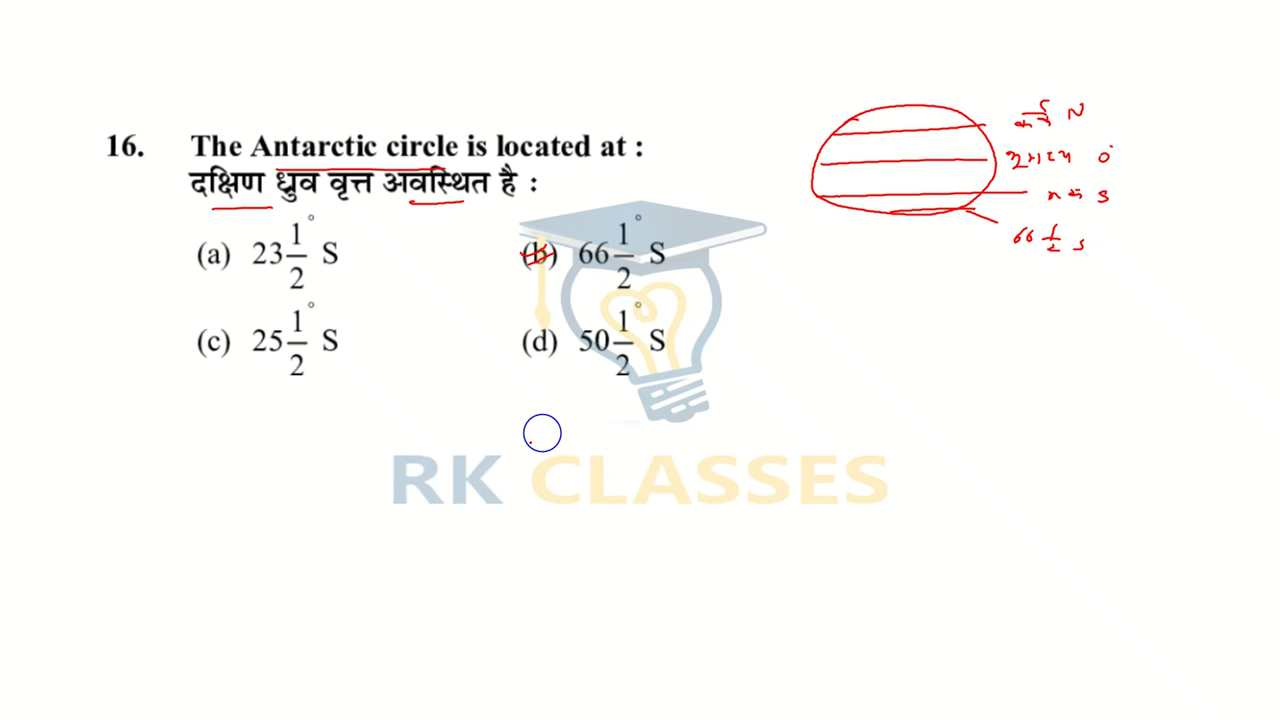 16. The Antarctic circle is located at :
दक्षिण ध्रुव वृत्त अवस्थित है :
(a) 23 1/2° S (b) 66 1/2° S
(c) 25 1/2° S (d) 50 1/2° S
N
0°
S
66 1/2 S
RK CLASSES